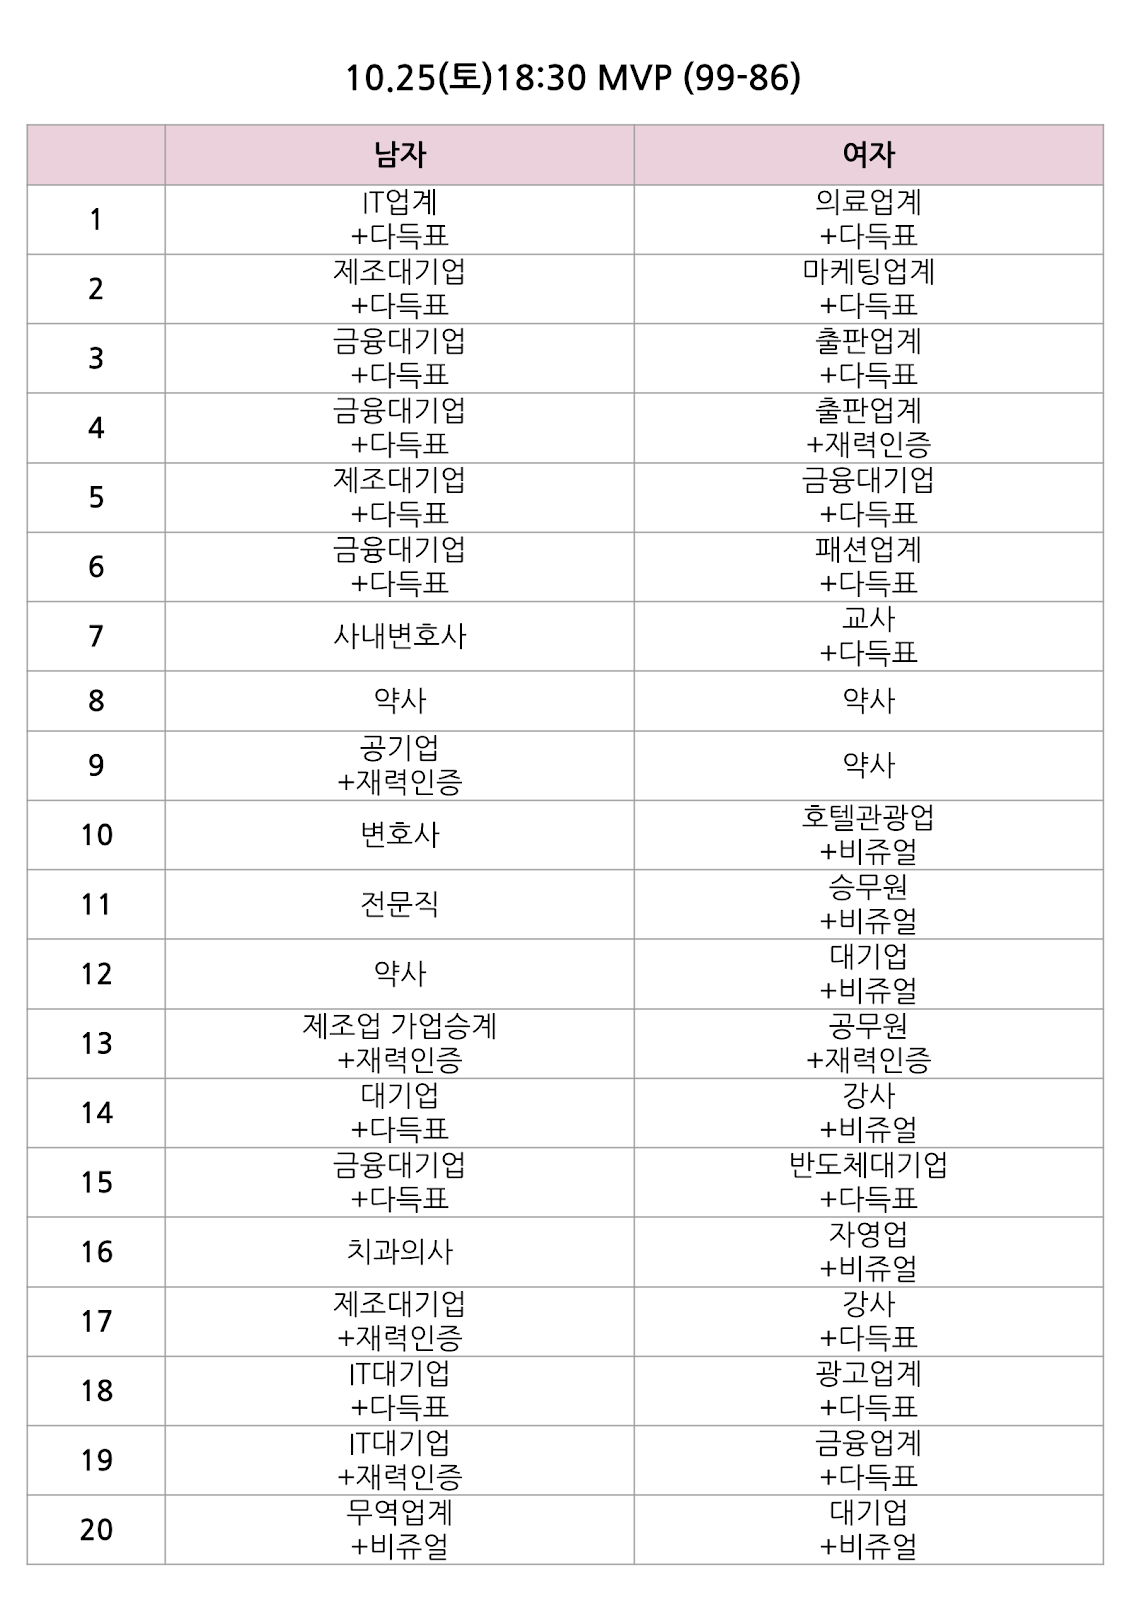 10.25(토)18:30 MVP (99-86)
남자 여자
1 IT업계 +다득표 의료업계 +다득표
2 제조대기업 +다득표 마케팅업계 +다득표
3 금융대기업 +다득표 출판업계 +다득표
4 금융대기업 +다득표 출판업계 +재력인증
5 제조대기업 +다득표 금융대기업 +다득표
6 금융대기업 +다득표 패션업계 +다득표
7 사내변호사 교사 +다득표
8 약사 약사
9 공기업 +재력인증 약사
10 변호사 호텔관광업 +비쥬얼
11 전문직 승무원 +비쥬얼
12 약사 대기업 +비쥬얼
13 제조업 가업승계 +재력인증 공무원 +재력인증
14 대기업 +다득표 강사 +비쥬얼
15 금융대기업 +다득표 반도체대기업 +다득표
16 치과의사 자영업 +비쥬얼
17 제조대기업 +재력인증 강사 +다득표
18 IT대기업 +다득표 광고업계 +다득표
19 IT대기업 +재력인증 금융업계 +다득표
20 무역업계 +비쥬얼 대기업 +비쥬얼